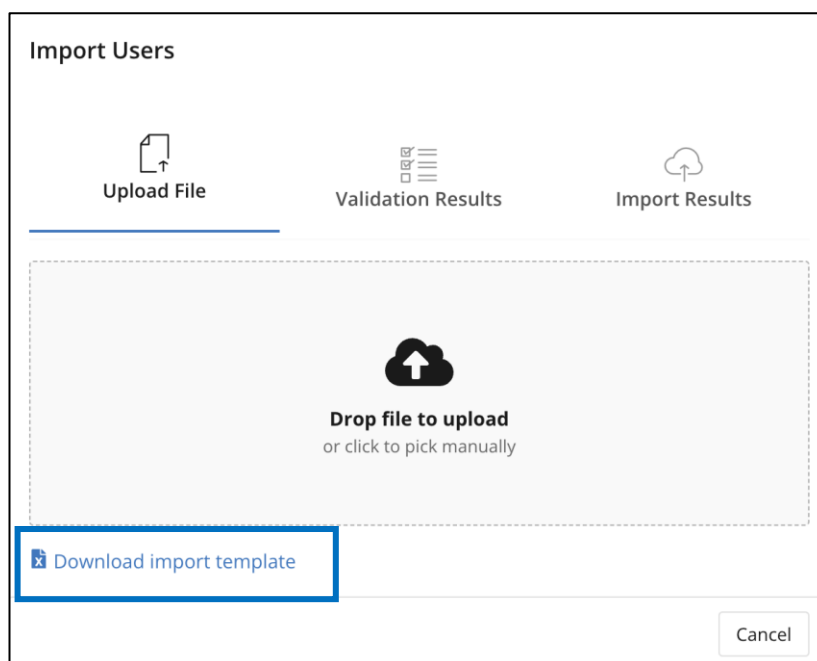 Import Users
Upload File
Validation Results
Import Results
Drop file to upload
or click to pick manually
Download import template
Cancel